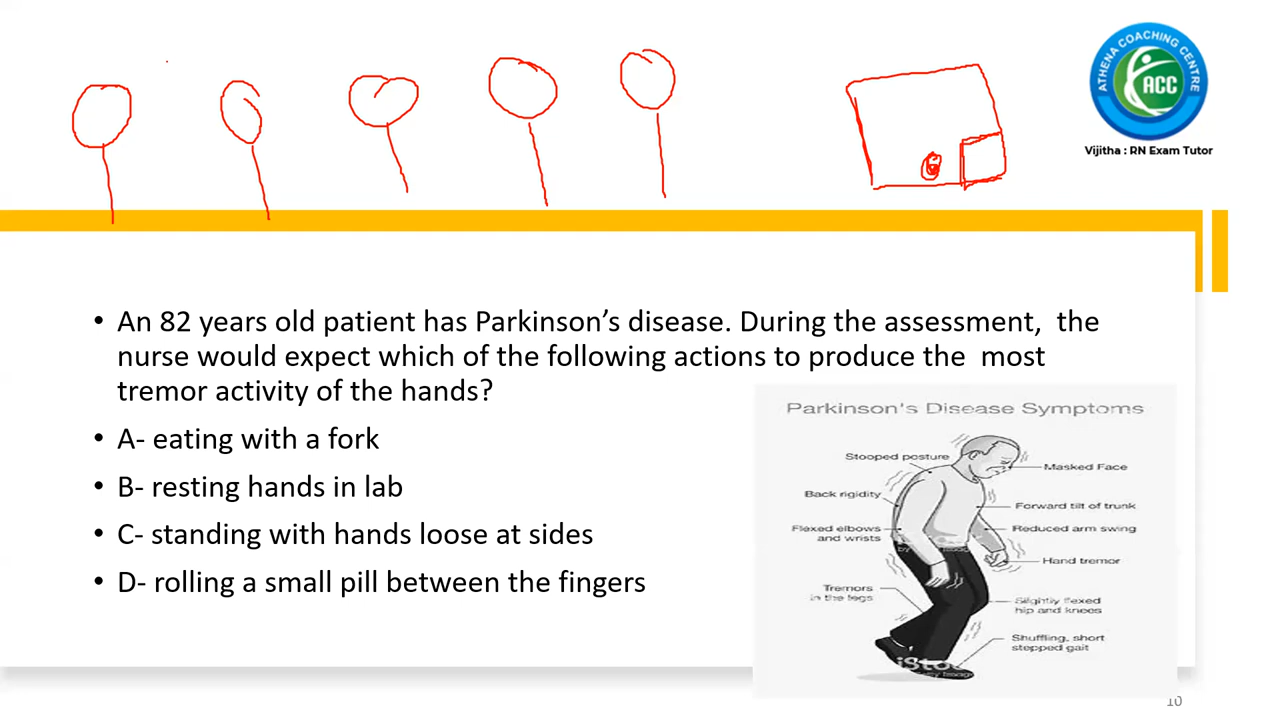 ATHENA COACHING CENTRE
ACC
Vijitha : RN Exam Tutor
• An 82 years old patient has Parkinson's disease. During the assessment, the
nurse would expect which of the following actions to produce the most
tremor activity of the hands?
• A- eating with a fork
• B- resting hands in lab
• C- standing with hands loose at sides
• D- rolling a small pill between the fingers
Parkinson's Disease Symptoms
Stooped posture
Masked Face
Back rigidity
Forward tilt of trunk
Flexed elbows
and wrists
Reduced arm swing
Hand tremor
Tremors
in the legs
Slightly flexed
hip and knees
Shuffling, short
stepped gait
10